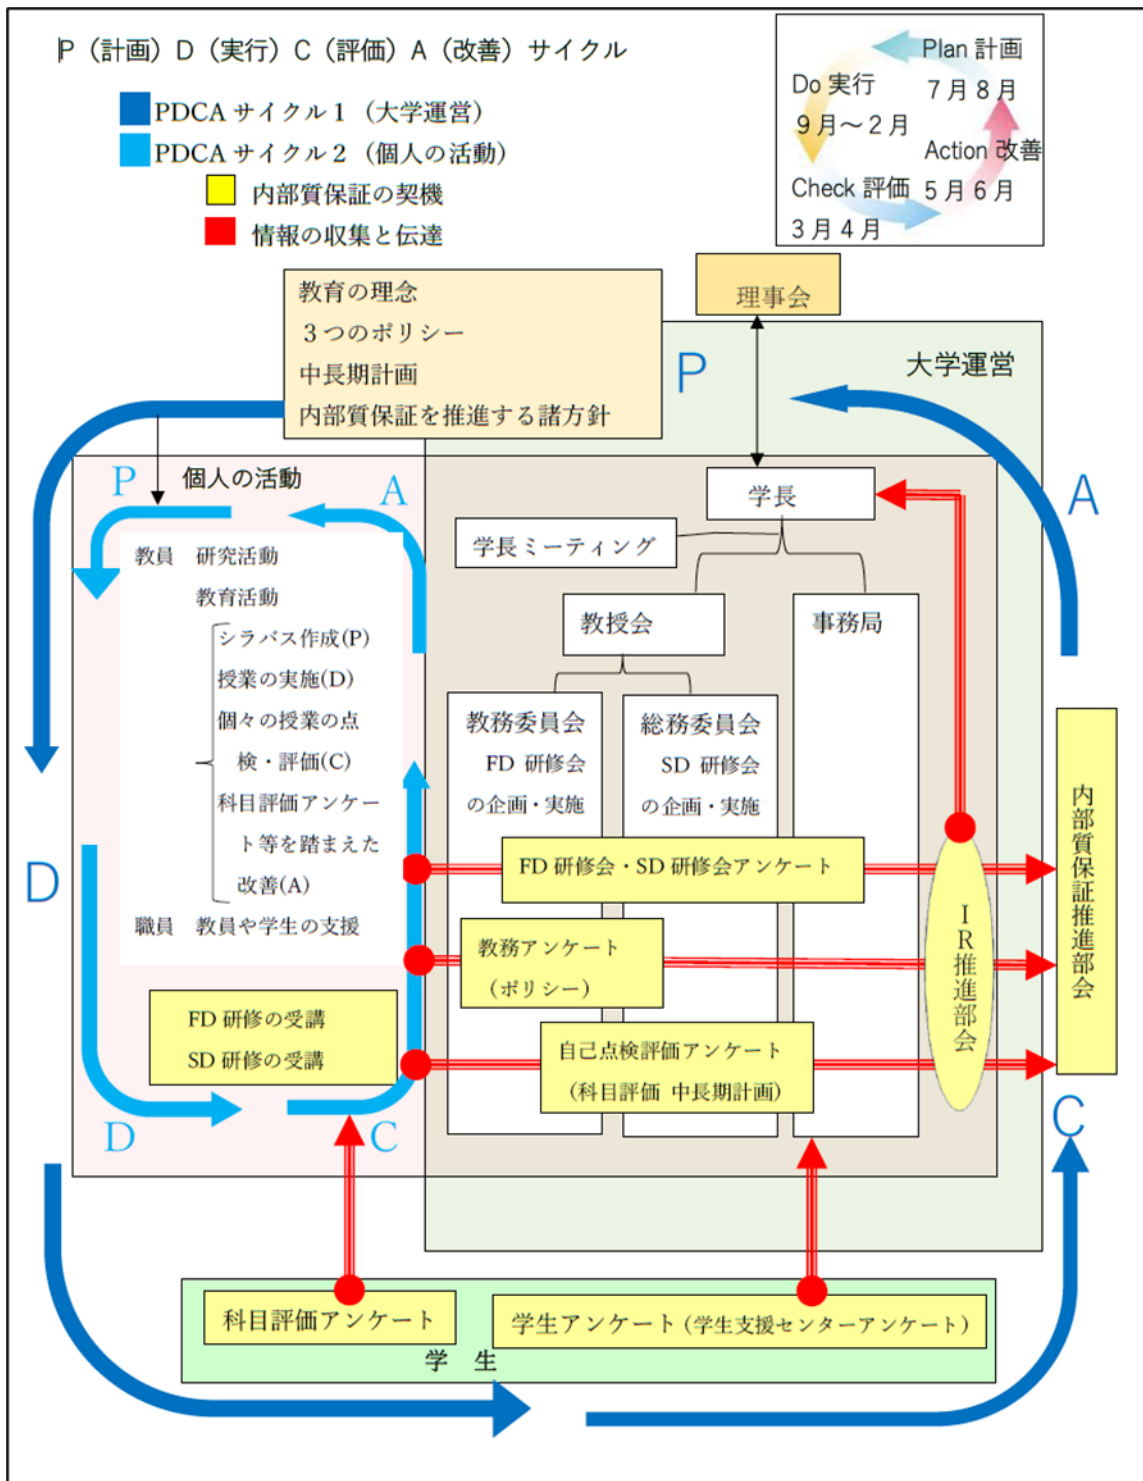 P（計画）D（実行）C（評価）A（改善）サイクル
PDCA サイクル１（大学運営）
PDCA サイクル２（個人の活動）
内部質保証の契機
情報の収集と伝達
Plan 計画
7 月 8 月
Do 実行
9 月～ 2 月
Action 改善
5 月 6 月
Check 評価
3 月 4 月
教育の理念
３つのポリシー
中長期計画
内部質保証を推進する諸方針
理事会
大学運営
P
A
個人の活動
P
A
学長
学長ミーティング
教授会
事務局
教員 研究活動
教育活動
シラバス作成(P)
授業の実施(D)
個々の授業の点
検・評価(C)
科目評価アンケー
ト等を踏まえた
改善(A)
職員 教員や学生の支援
教務委員会
FD 研修会
の企画・実施
総務委員会
SD 研修会
の企画・実施
D
FD 研修会・SD 研修会アンケート
教務アンケート
（ポリシー）
自己点検評価アンケート
（科目評価 中長期計画）
IR推進部会
内部質保証推進部会
FD 研修の受講
SD 研修の受講
D
C
C
科目評価アンケート
学生アンケート（学生支援センターアンケート）
学 生